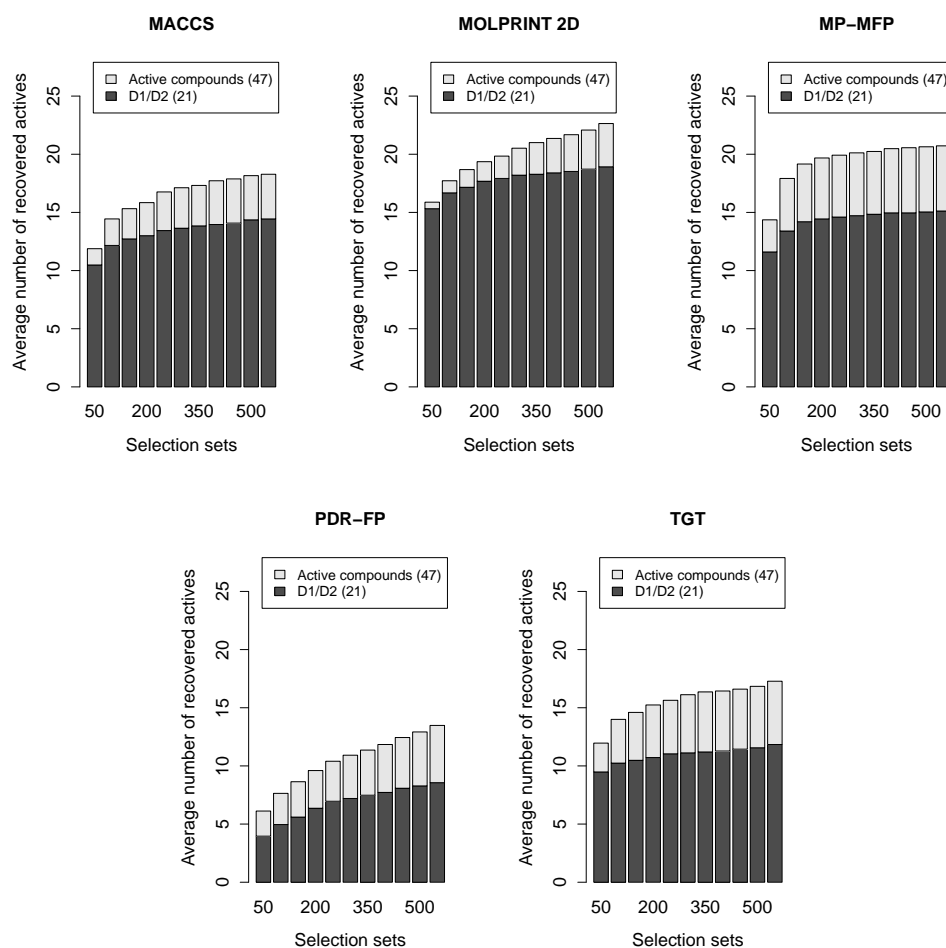 MACCS
MOLPRINT 2D
MP−MFP
Active compounds (47)
D1/D2 (21)
Active compounds (47)
D1/D2 (21)
Active compounds (47)
D1/D2 (21)
Average number of recovered actives
0 5 10 15 20 25
Average number of recovered actives
0 5 10 15 20 25
Average number of recovered actives
0 5 10 15 20 25
50 200 350 500
50 200 350 500
50 200 350 500
Selection sets
Selection sets
Selection sets
PDR−FP
TGT
Active compounds (47)
D1/D2 (21)
Active compounds (47)
D1/D2 (21)
Average number of recovered actives
0 5 10 15 20 25
Average number of recovered actives
0 5 10 15 20 25
50 200 350 500
50 200 350 500
Selection sets
Selection sets